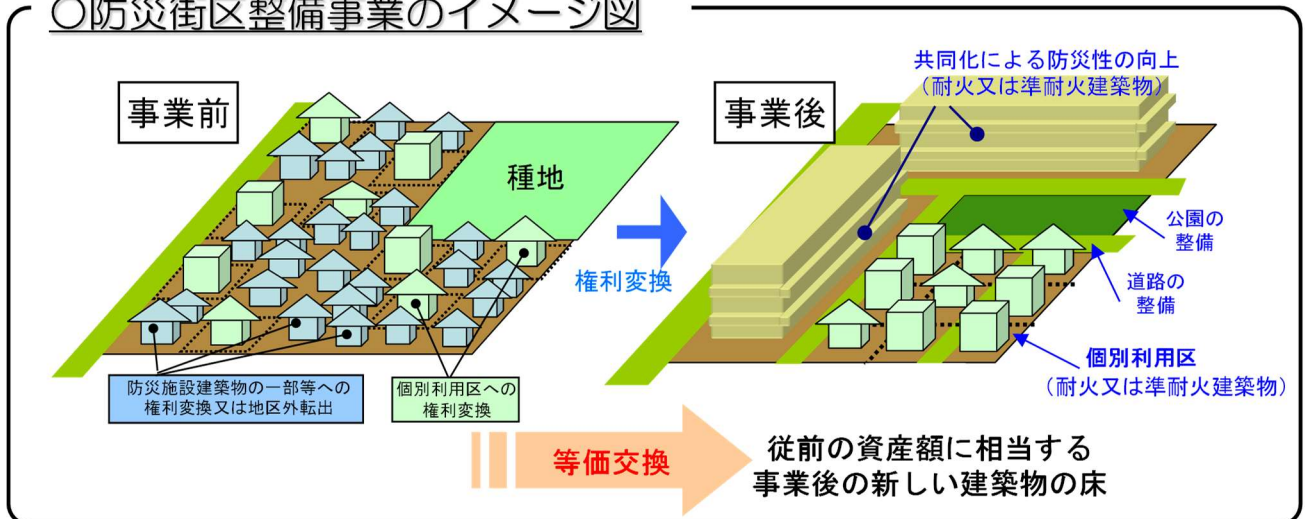 〇防災街区整備事業のイメージ図
事業前
種地
権利変換
防災施設建築物の一部等への
権利変換又は地区外転出
個別利用区への
権利変換
事業後
共同化による防災性の向上
(耐火又は準耐火建築物)
公園の
整備
道路の
整備
個別利用区
(耐火又は準耐火建築物)
等価交換
従前の資産額に相当する
事業後の新しい建築物の床